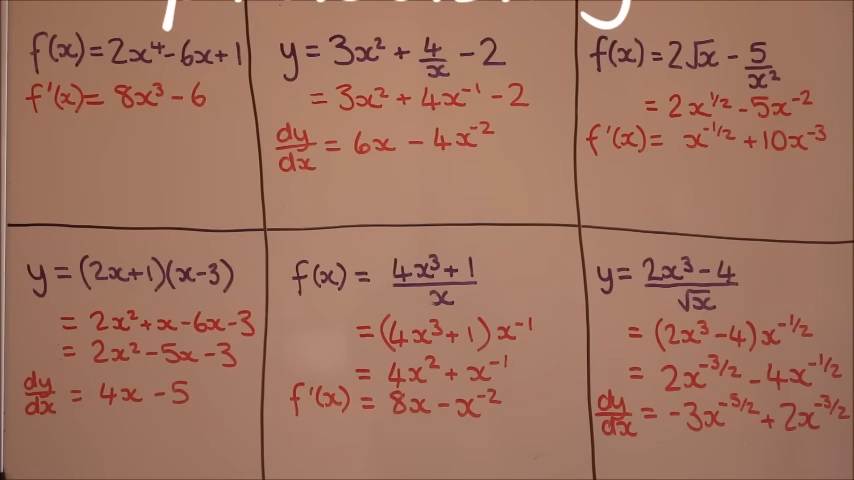 f(x) = 2x⁴ - 6x + 1
f'(x) = 8x³ - 6
y = 3x² + 4/x - 2
= 3x² + 4x⁻¹ - 2
dy/dx = 6x - 4x⁻²
f(x) = 2√x - 5/x²
= 2x^(1/2) - 5x⁻²
f'(x) = x^(-1/2) + 10x⁻³
y = (2x+1)(x-3)
= 2x² + x - 6x - 3
= 2x² - 5x - 3
dy/dx = 4x - 5
f(x) = (4x³ + 1)/x
= (4x³ + 1) x⁻¹
= 4x² + x⁻¹
f'(x) = 8x - x⁻²
y = (2x³ - 4)/√x
= (2x³ - 4)x^(-1/2)
= 2x^(-3/2) - 4x^(-1/2)
dy/dx = -3x^(-5/2) + 2x^(-3/2)